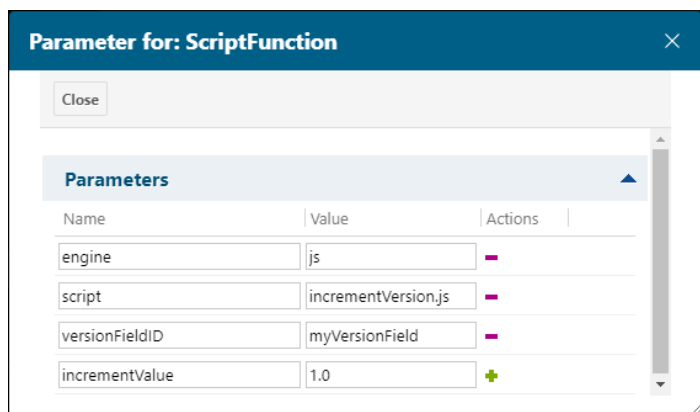 Parameter for: ScriptFunction
Close
Parameters
Name Value Actions
engine js
script incrementVersion.js
versionFieldID myVersionField
incrementValue 1.0